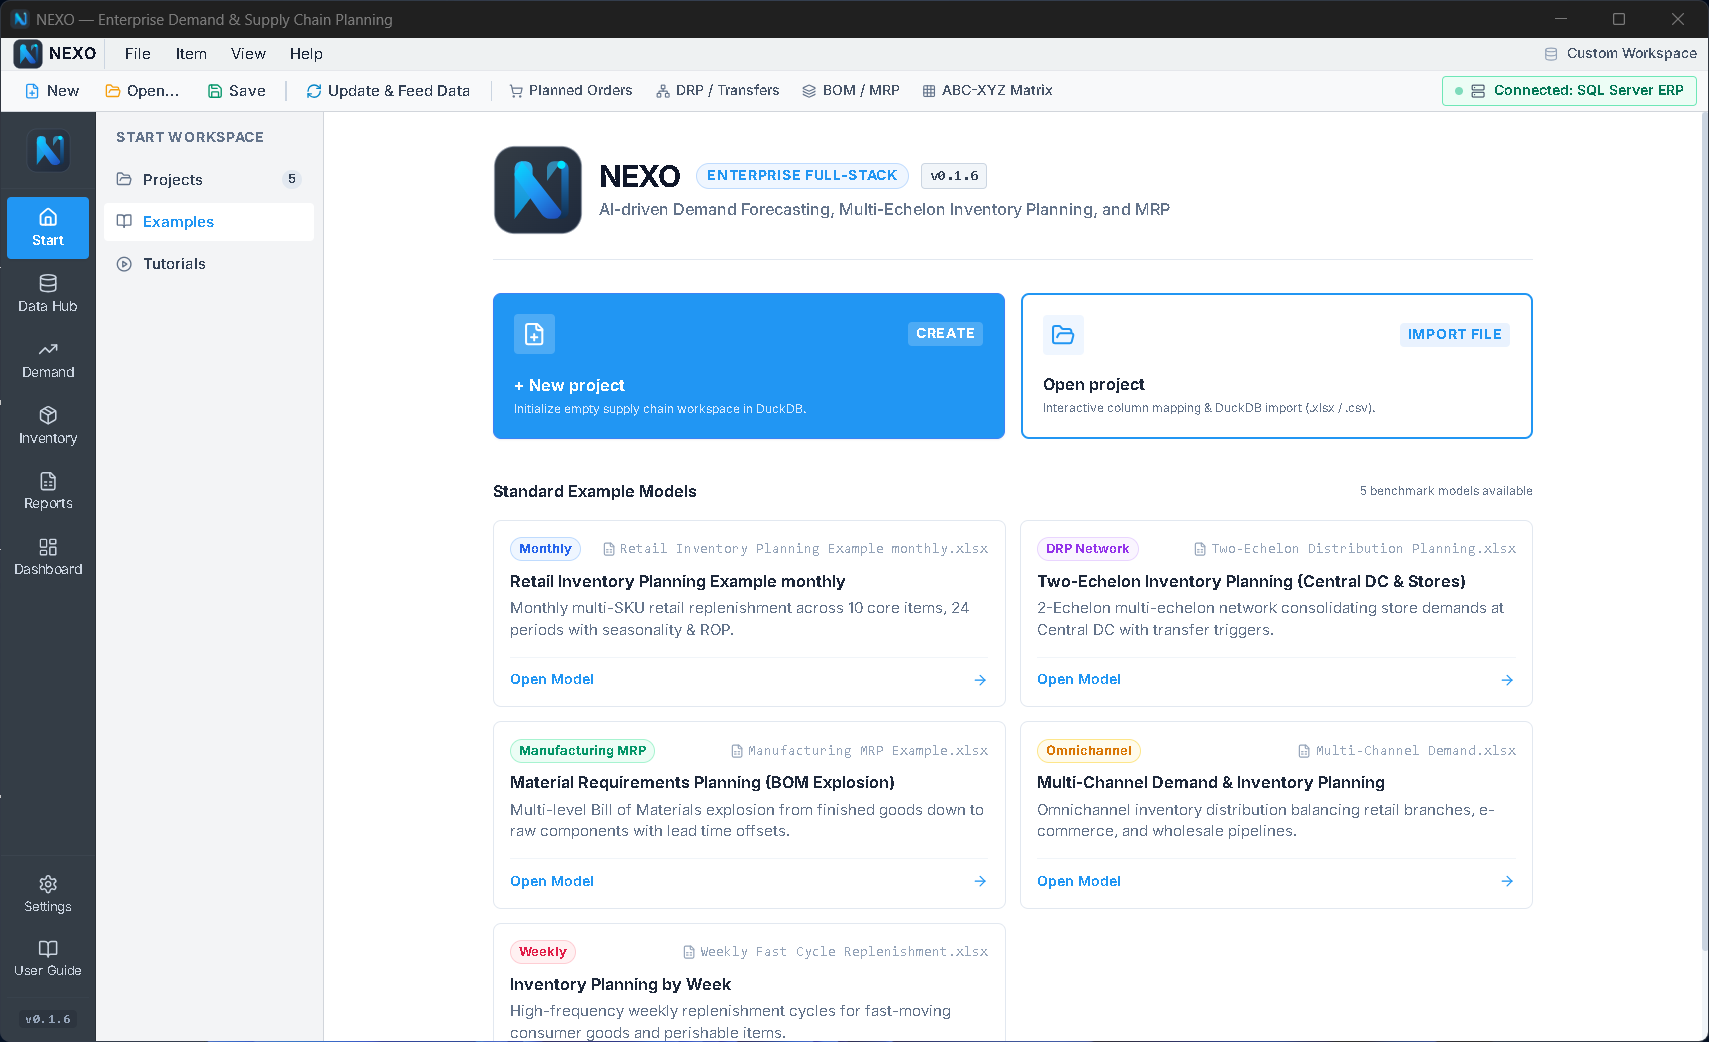 NEXO — Enterprise Demand & Supply Chain Planning
NEXO File Item View Help Custom Workspace
New Open... Save Update & Feed Data Planned Orders DRP / Transfers BOM / MRP ABC-XYZ Matrix Connected: SQL Server ERP
Start
Data Hub
Demand
Inventory
Reports
Dashboard
Settings
User Guide
v0.1.6
START WORKSPACE
Projects 5
Examples
Tutorials
NEXO ENTERPRISE FULL-STACK v0.1.6
AI-driven Demand Forecasting, Multi-Echelon Inventory Planning, and MRP
CREATE
+ New project
Initialize empty supply chain workspace in DuckDB.
IMPORT FILE
Open project
Interactive column mapping & DuckDB import (.xlsx / .csv).
Standard Example Models 5 benchmark models available
Monthly Retail Inventory Planning Example monthly.xlsx
Retail Inventory Planning Example monthly
Monthly multi-SKU retail replenishment across 10 core items, 24
periods with seasonality & ROP.
Open Model
DRP Network Two-Echelon Distribution Planning.xlsx
Two-Echelon Inventory Planning (Central DC & Stores)
2-Echelon multi-echelon network consolidating store demands at
Central DC with transfer triggers.
Open Model
Manufacturing MRP Manufacturing MRP Example.xlsx
Material Requirements Planning (BOM Explosion)
Multi-level Bill of Materials explosion from finished goods down to
raw components with lead time offsets.
Open Model
Omnichannel Multi-Channel Demand.xlsx
Multi-Channel Demand & Inventory Planning
Omnichannel inventory distribution balancing retail branches, e-
commerce, and wholesale pipelines.
Open Model
Weekly Weekly Fast Cycle Replenishment.xlsx
Inventory Planning by Week
High-frequency weekly replenishment cycles for fast-moving
consumer goods and perishable items.